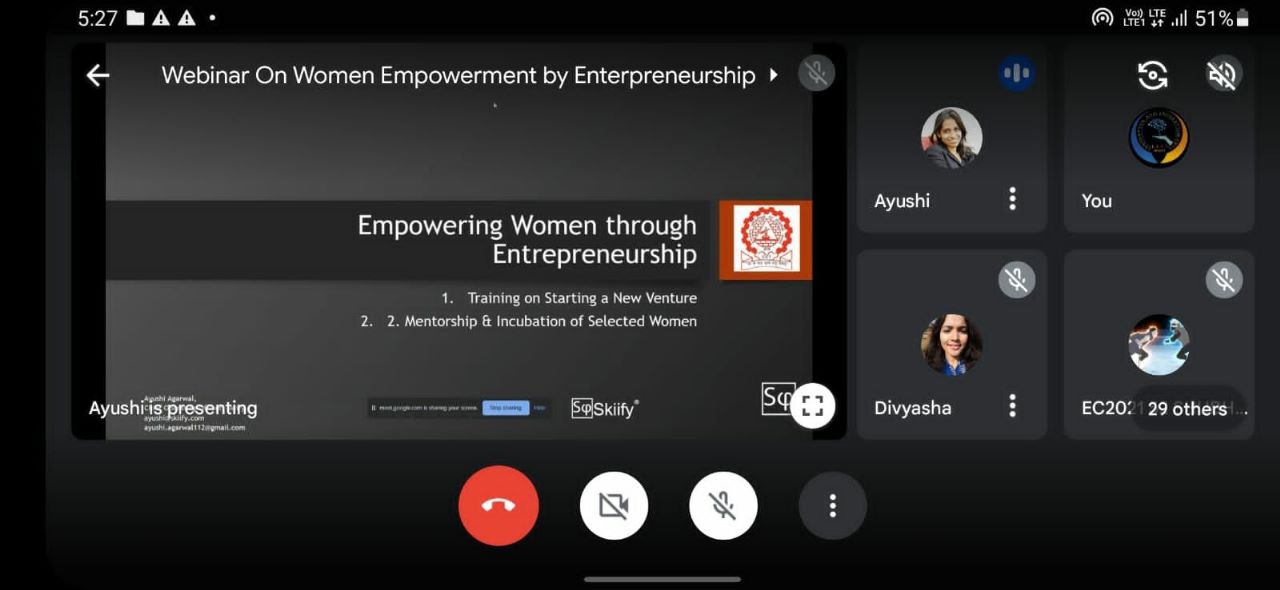 5:27
Vo)) LTE
LTE1
51%
Webinar On Women Empowerment by Enterpreneurship
Empowering Women through
Entrepreneurship
1. Training on Starting a New Venture
2. 2. Mentorship & Incubation of Selected Women
Ayushi Agarwal,
Ayushi is presenting
ayushi@skiify.com
ayushi.agarwal112@gmail.com
meet.google.com is sharing your screen.
Stop sharing
Hide
Sφ Skiify®
Sφ
Ayushi
You
Divyasha
EC202
29 others
...